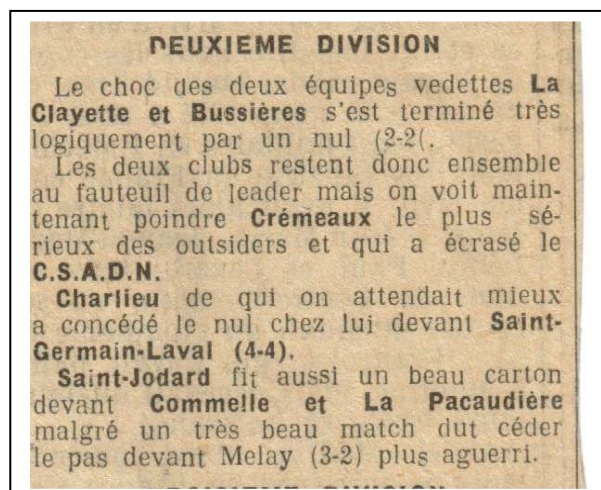 DEUXIEME DIVISION
Le choc des deux équipes vedettes La
Clayette et Bussières s'est terminé très
logiquement par un nul (2-2(.
Les deux clubs restent donc ensemble
au fauteuil de leader mais on voit main-
tenant poindre Crémeaux le plus sé-
rieux des outsiders et qui a écrasé le
C.S.A.D.N.
Charlieu de qui on attendait mieux
a concédé le nul chez lui devant Saint-
Germain-Laval (4-4).
Saint-Jodard fit aussi un beau carton
devant Commelle et La Pacaudière
malgré un très beau match dut céder
le pas devant Melay (3-2) plus aguerri.